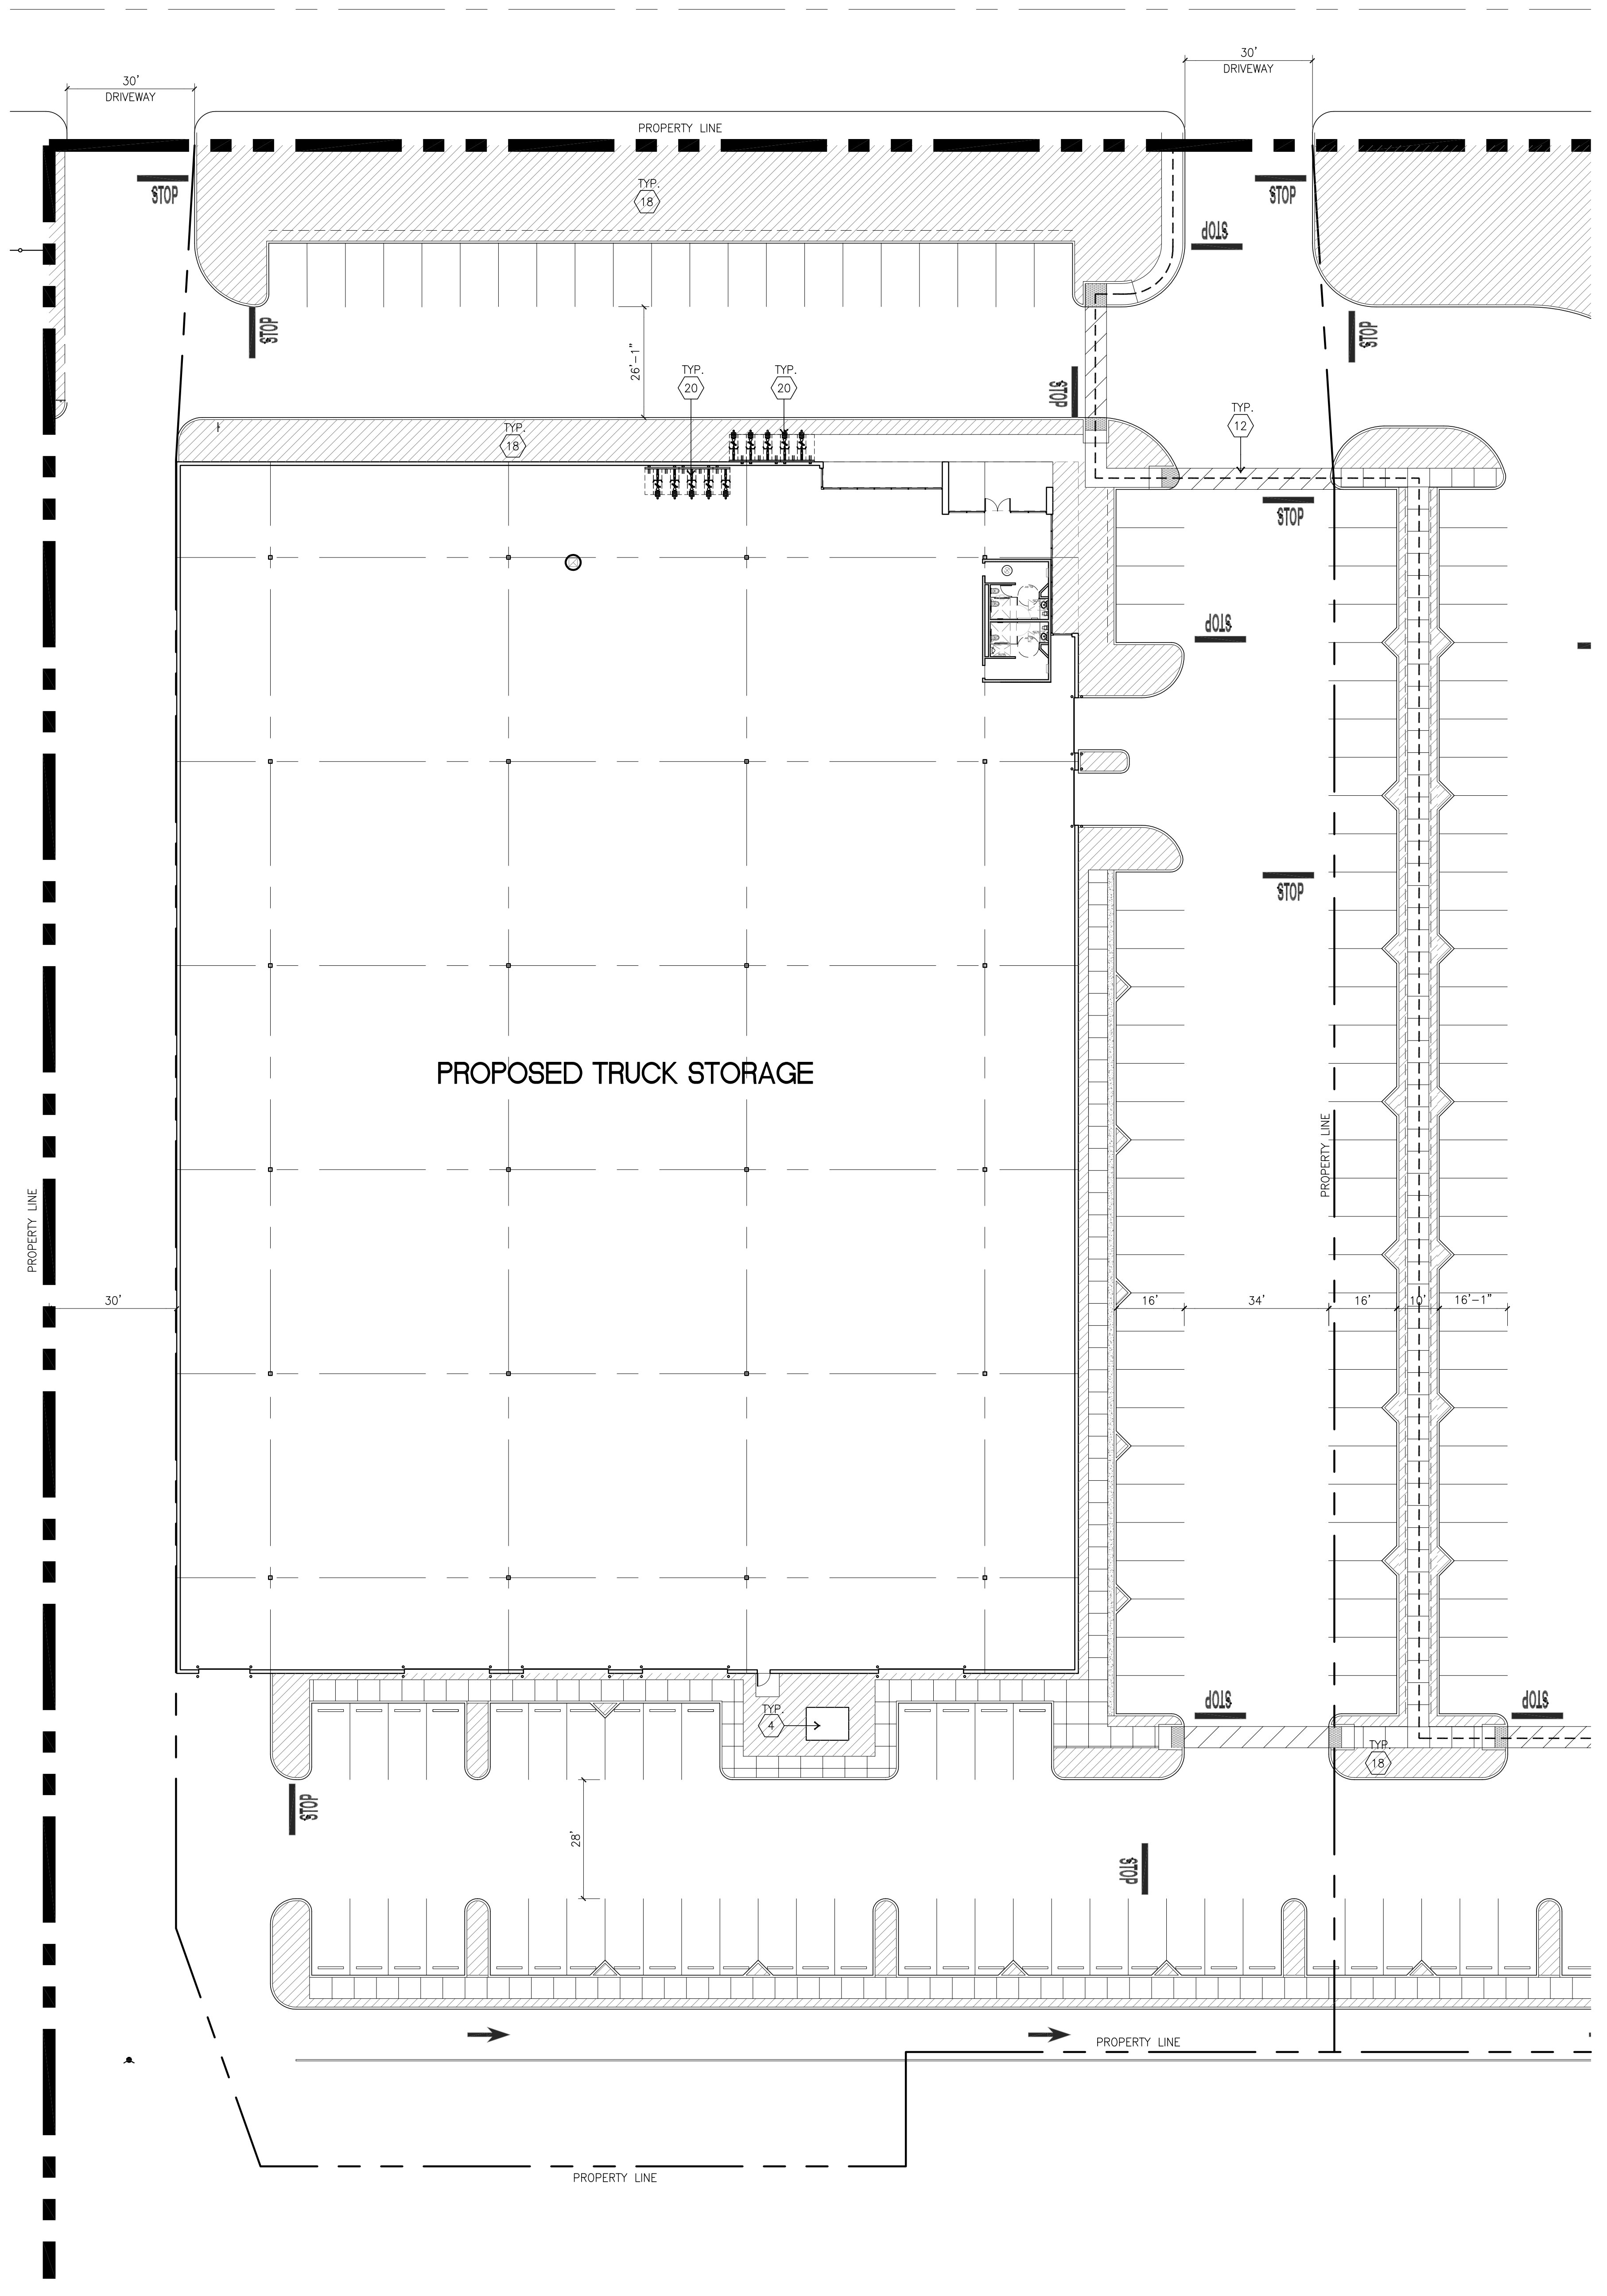 30'
DRIVEWAY
30'
DRIVEWAY
PROPERTY LINE
STOP
TYP.
18
STOP
STOP
STOP
STOP
26'-1"
TYP.
20
TYP.
20
STOP
TYP.
18
TYP.
12
STOP
STOP
STOP
PROPOSED TRUCK STORAGE
PROPERTY LINE
PROPERTY LINE
30'
16'
34'
16'
10'
16'-1"
STOP
STOP
TYP.
4
TYP.
18
STOP
28'
STOP
PROPERTY LINE
PROPERTY LINE